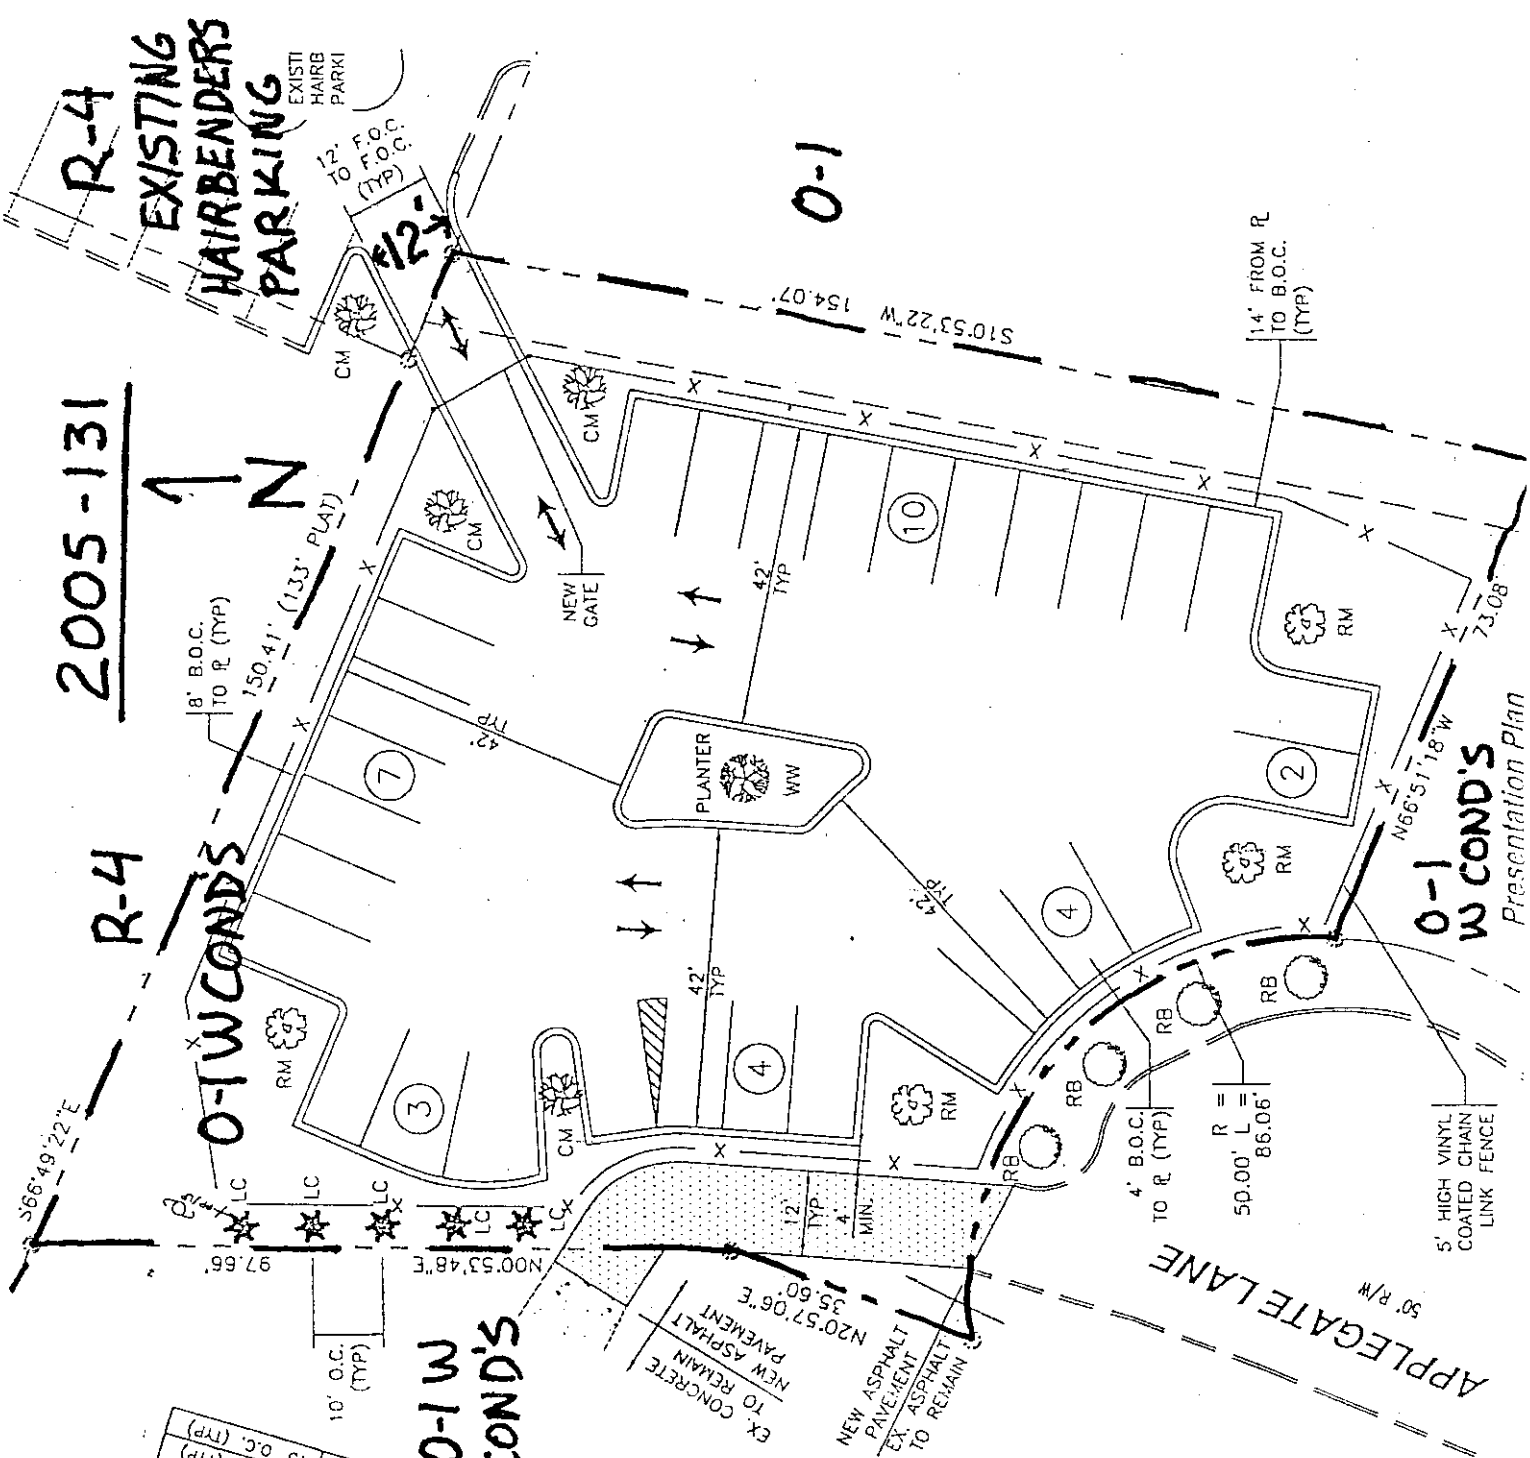 R-4
EXISTING
HAIRBENDERS
PARKING
EXISTI
HAIRB
PARKI
12' F.O.C.
TO F.O.C.
(TYP)
12'
2005-131
N
CM
O-1
S10°53'22"W 154.07'
14' FROM PL
TO B.O.C.
(TYP)
R-4
8' B.O.C.
TO PL (TYP)
150.41' (133' PLAT)
CM
CM
NEW
GATE
42'
TYP
10
7
42'
TYP
O-1 W COND'S
S66°49'22"E
PLANTER
WW
RM
RM
3
42'
TYP
42'
TYP
2
RM
73.08'
N66°51'18"W
O-1
W COND'S
Presentation Plan
4
4
CM
RM
LC
LC
LC
LC
LC
97.66'
N00°53'48"E
10' O.C.
(TYP)
12'
TYP
4'
MIN.
RB
RB
RB
RB
4' B.O.C.
TO PL (TYP)
R =
50.00' L =
86.06'
5' HIGH VINYL
COATED CHAIN
LINK FENCE
O-1 W
COND'S
N20°57'06"E
35.60'
EX. CONCRETE
TO REMAIN
NEW ASPHALT
PAVEMENT
NEW ASPHALT
PAVEMENT
EX. ASPHALT
TO REMAIN
APPLEGATE LANE
50' R/W
O.C. (TYP)
(TYP)